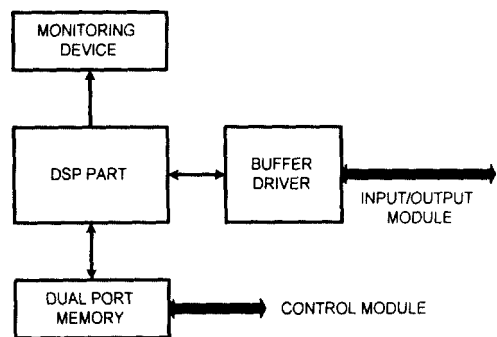 MONITORING
DEVICE
DSP PART
BUFFER
DRIVER
INPUT/OUTPUT
MODULE
DUAL PORT
MEMORY
CONTROL MODULE